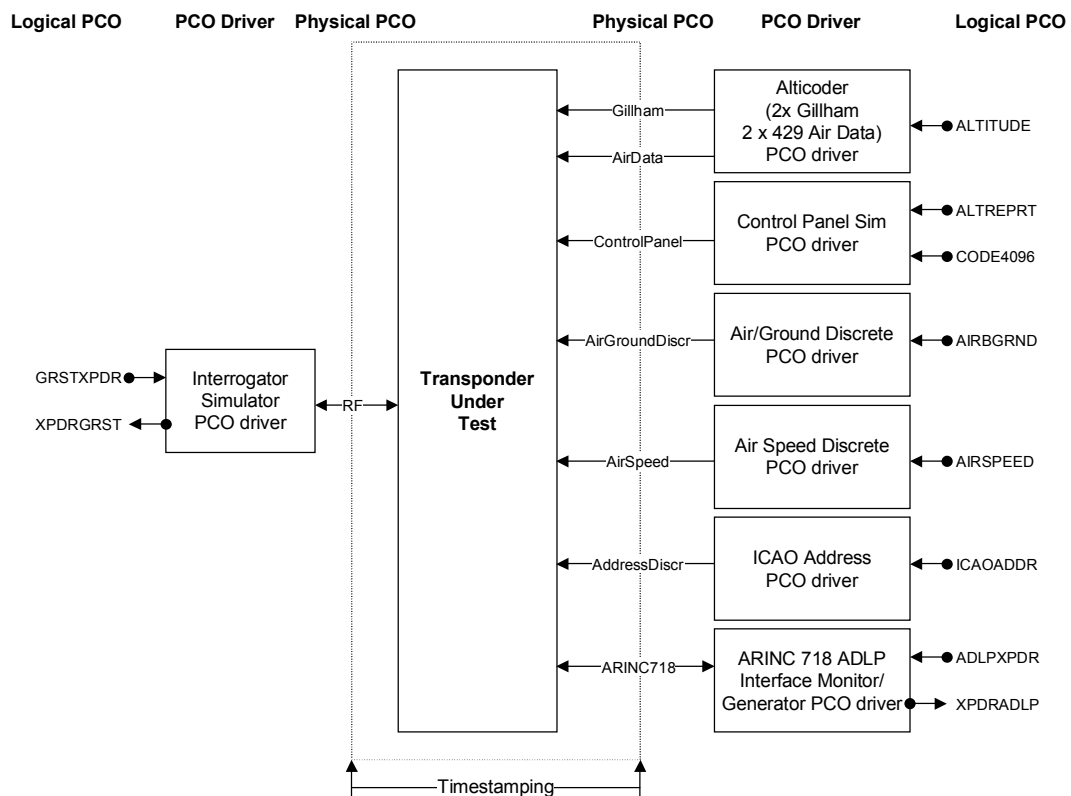 Logical PCO
PCO Driver
Physical PCO
Physical PCO
PCO Driver
Logical PCO
GRSTXPDR
XPDRGRST
Interrogator
Simulator
PCO driver
RF
Transponder
Under
Test
Gillham
AirData
ControlPanel
AirGroundDiscr
AirSpeed
AddressDiscr
ARINC718
Alticoder
(2x Gillham
2 x 429 Air Data)
PCO driver
ALTITUDE
Control Panel Sim
PCO driver
ALTREPRT
CODE4096
Air/Ground Discrete
PCO driver
AIRBGRND
Air Speed Discrete
PCO driver
AIRSPEED
ICAO Address
PCO driver
ICAOADDR
ARINC 718 ADLP
Interface Monitor/
Generator PCO driver
ADLPXPDR
XPDRADLP
Timestamping